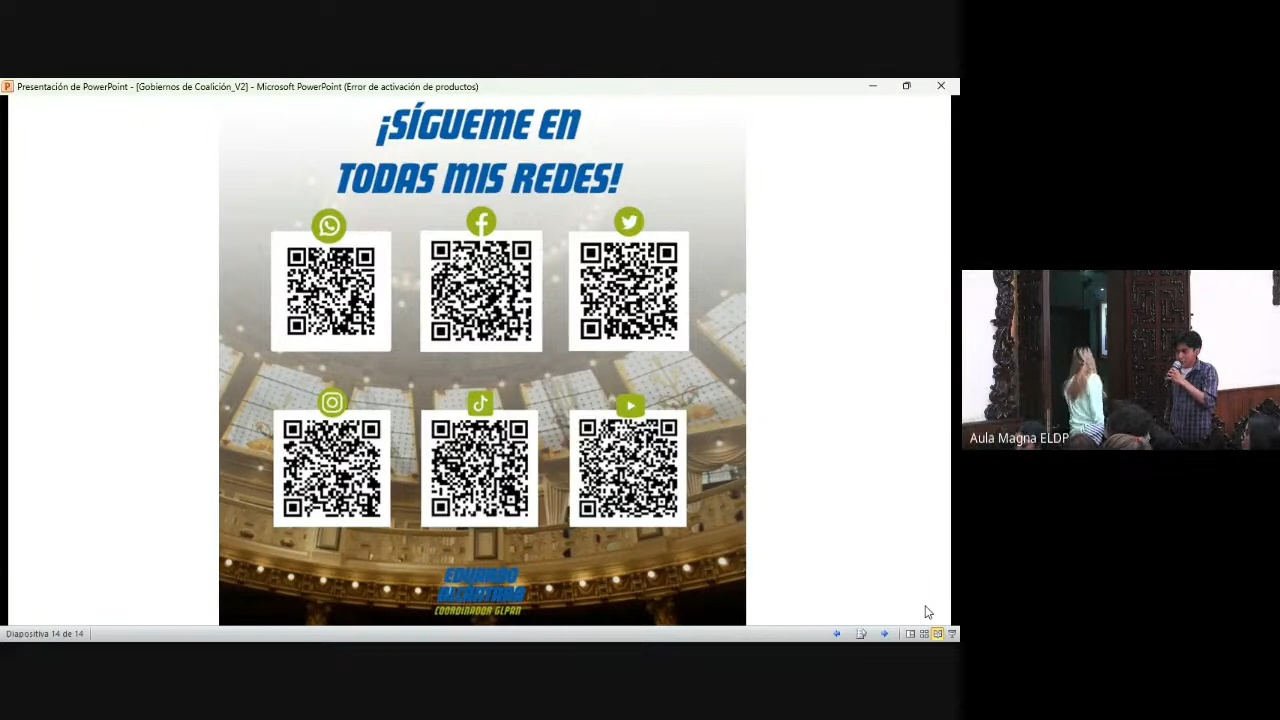 Presentación de PowerPoint - [Gobiernos de Coalición_V2] - Microsoft PowerPoint (Error de activación de productos)
¡SÍGUEME EN
TODAS MIS REDES!
EDUARDO
ALCÁNTARA
COORDINADOR GLPAN
Aula Magna ELDP
Diapositiva 14 de 14